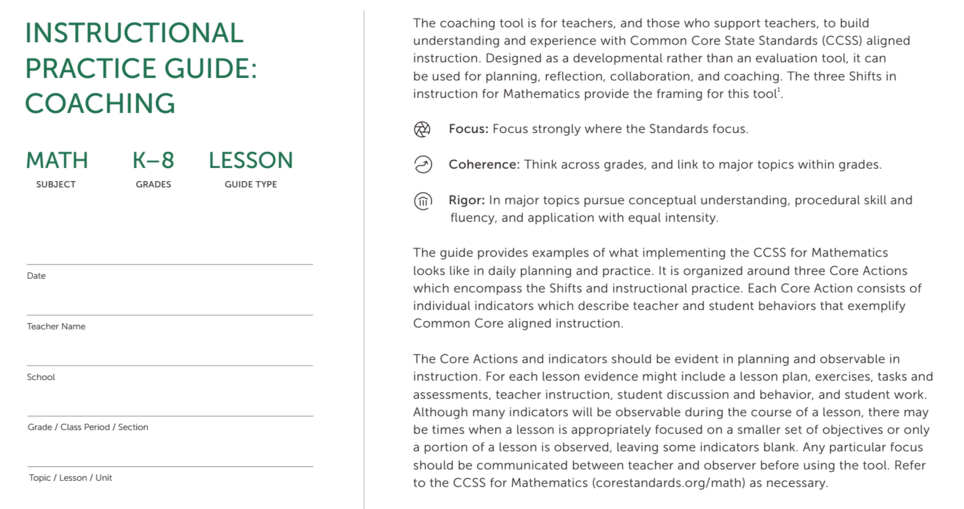 INSTRUCTIONAL
PRACTICE GUIDE:
COACHING
MATH K–8 LESSON
SUBJECT GRADES GUIDE TYPE
Date
Teacher Name
School
Grade / Class Period / Section
Topic / Lesson / Unit
The coaching tool is for teachers, and those who support teachers, to build
understanding and experience with Common Core State Standards (CCSS) aligned
instruction. Designed as a developmental rather than an evaluation tool, it can
be used for planning, reflection, collaboration, and coaching. The three Shifts in
instruction for Mathematics provide the framing for this tool¹.
Focus: Focus strongly where the Standards focus.
Coherence: Think across grades, and link to major topics within grades.
Rigor: In major topics pursue conceptual understanding, procedural skill and
fluency, and application with equal intensity.
The guide provides examples of what implementing the CCSS for Mathematics
looks like in daily planning and practice. It is organized around three Core Actions
which encompass the Shifts and instructional practice. Each Core Action consists of
individual indicators which describe teacher and student behaviors that exemplify
Common Core aligned instruction.
The Core Actions and indicators should be evident in planning and observable in
instruction. For each lesson evidence might include a lesson plan, exercises, tasks and
assessments, teacher instruction, student discussion and behavior, and student work.
Although many indicators will be observable during the course of a lesson, there may
be times when a lesson is appropriately focused on a smaller set of objectives or only
a portion of a lesson is observed, leaving some indicators blank. Any particular focus
should be communicated between teacher and observer before using the tool. Refer
to the CCSS for Mathematics (corestandards.org/math) as necessary.